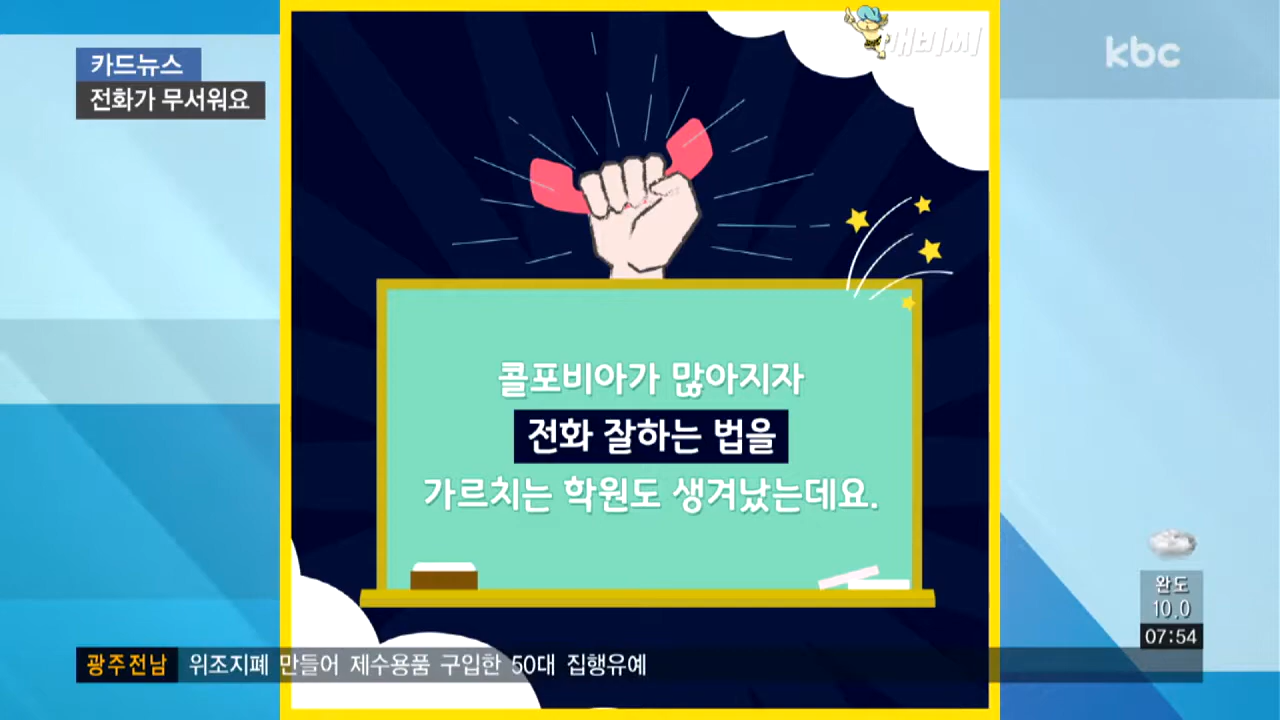 카드뉴스
전화가 무서워요
깨비씨
kbc
콜포비아가 많아지자
전화 잘하는 법을
가르치는 학원도 생겨났는데요.
완도
10.0
07:54
광주전남 위조지폐 만들어 제수용품 구입한 50대 집행유예